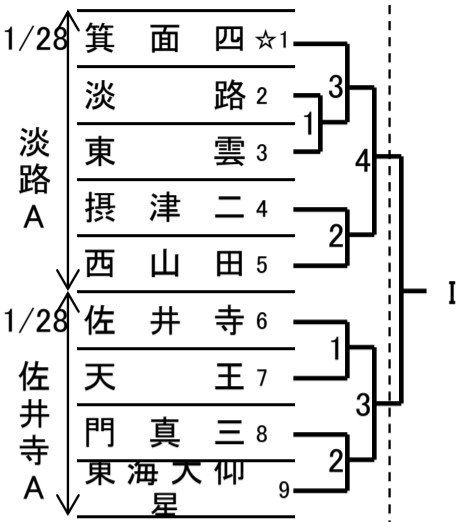 1/28
淡路A
箕面四 ☆1
淡路 2
東雲 3
摂津二 4
西山田 5
1/28
佐井寺A
佐井寺 6
天王 7
門真三 8
東海大仰星 9
3
1
4
2
1
3
2
I